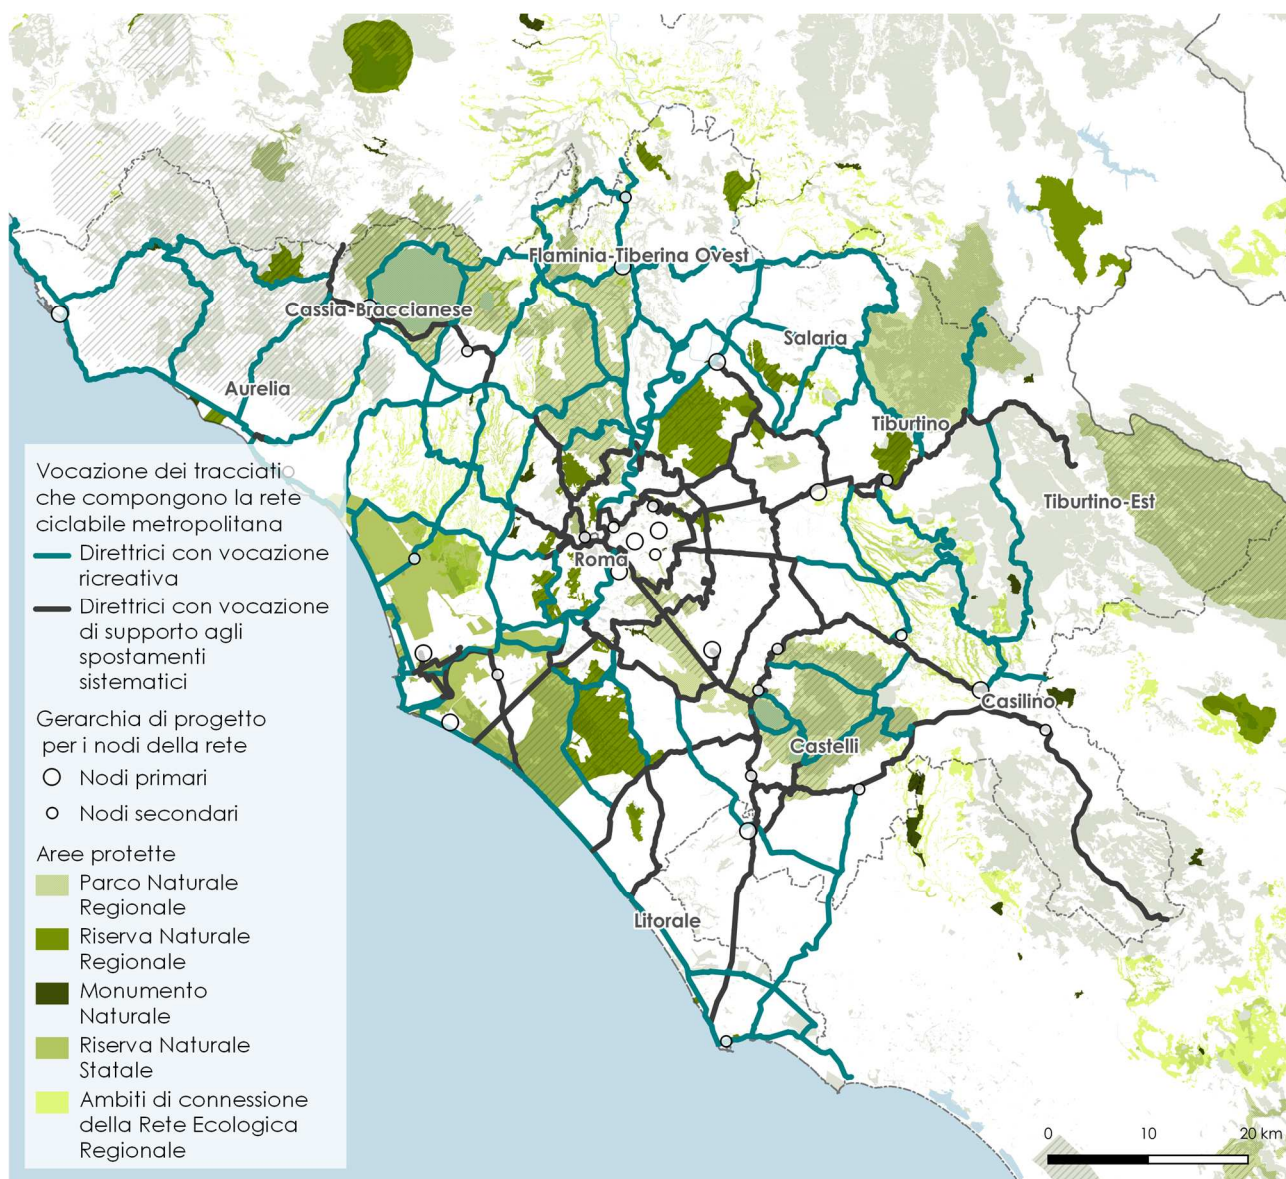 Flaminia-Tiberina Ovest
Cassia-Braccianese
Salaria
Aurelia
Tiburtino
Tiburtino-Est
Roma
Casilino
Castelli
Litorale
Vocazione dei tracciati
che compongono la rete
ciclabile metropolitana
Direttrici con vocazione
ricreativa
Direttrici con vocazione
di supporto agli
spostamenti
sistematici
Gerarchia di progetto
per i nodi della rete
Nodi primari
Nodi secondari
Aree protette
Parco Naturale
Regionale
Riserva Naturale
Regionale
Monumento
Naturale
Riserva Naturale
Statale
Ambiti di connessione
della Rete Ecologica
Regionale
0 10 20 km